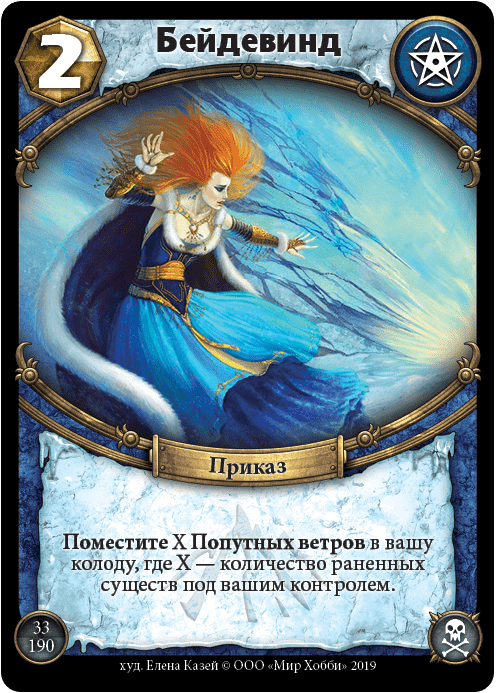 2
Бейдевинд
Приказ
Поместите X Попутных ветров в вашу
колоду, где X — количество раненных
существ под вашим контролем.
33
190
худ. Елена Казей © ООО «Мир Хобби» 2019